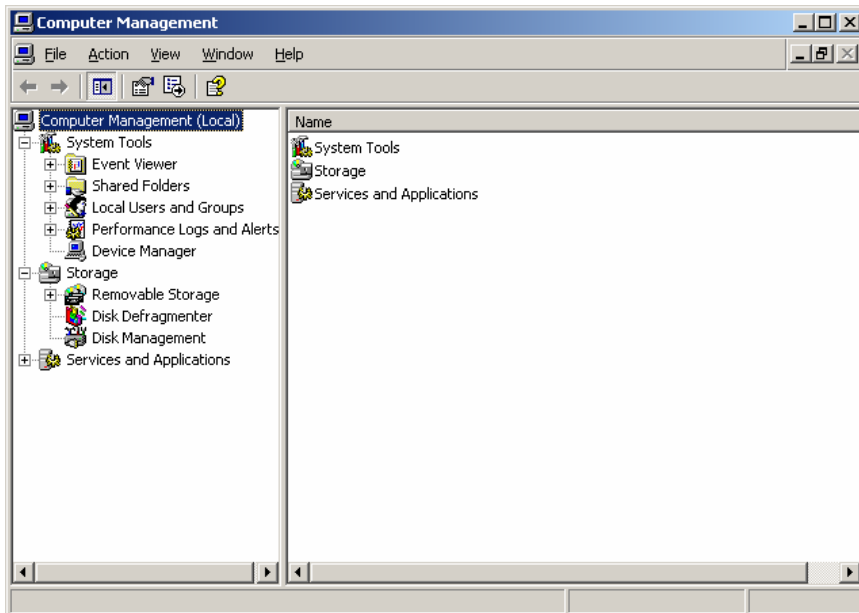 Computer Management
File Action View Window Help
Computer Management (Local)
System Tools
Event Viewer
Shared Folders
Local Users and Groups
Performance Logs and Alerts
Device Manager
Storage
Removable Storage
Disk Defragmenter
Disk Management
Services and Applications
Name
System Tools
Storage
Services and Applications